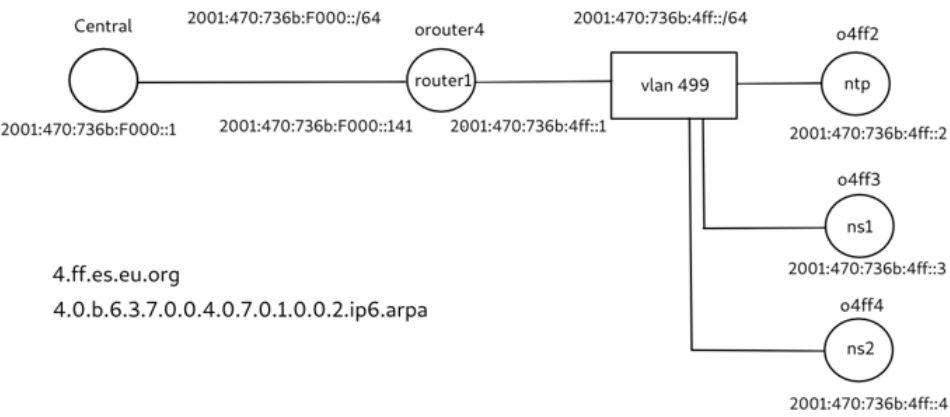 Central
2001:470:736b:F000::/64
orouter4
2001:470:736b:4ff::/64
o4ff2
router1
vlan 499
ntp
2001:470:736b:F000::1
2001:470:736b:F000::141
2001:470:736b:4ff::1
2001:470:736b:4ff::2
o4ff3
ns1
2001:470:736b:4ff::3
4.ff.es.eu.org
4.0.b.6.3.7.0.0.4.0.7.0.1.0.0.2.ip6.arpa
o4ff4
ns2
2001:470:736b:4ff::4